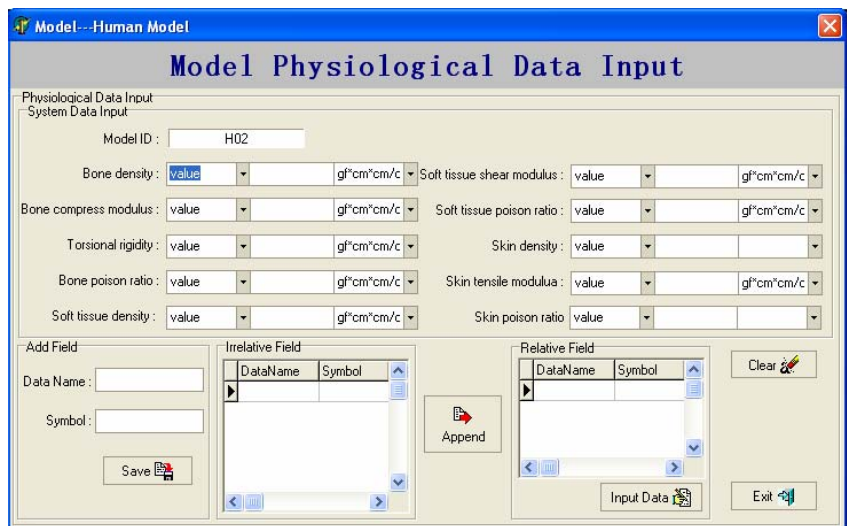 Model---Human Model
Model Physiological Data Input
Physiological Data Input
System Data Input
Model ID : H02
Bone density : value gf*cm*cm/c Soft tissue shear modulus : value gf*cm*cm/c
Bone compress modulus : value gf*cm*cm/c Soft tissue poison ratio : value gf*cm*cm/c
Torsional rigidity : value gf*cm*cm/c Skin density : value
Bone poison ratio : value gf*cm*cm/c Skin tensile modulua : value gf*cm*cm/c
Soft tissue density : value gf*cm*cm/c Skin poison ratio value
Add Field Irrelative Field Relative Field
DataName Symbol DataName Symbol Clear
Data Name :
Symbol : Append
Save
Input Data Exit